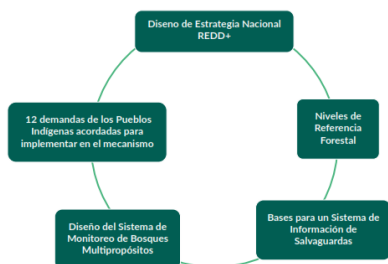 Diseno de Estrategia Nacional
REDD+
12 demandas de los Pueblos
Indígenas acordadas para
implementar en el mecanismo
Niveles de
Referencia
Forestal
Diseño del Sistema de
Monitoreo de Bosques
Multipropósitos
Bases para un Sistema de
Información de
Salvaguardas